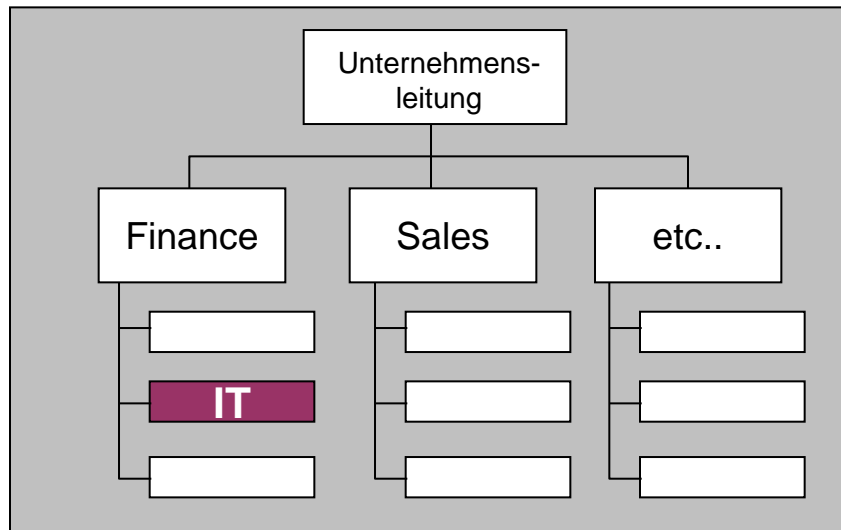 Unternehmens-
leitung
Finance
Sales
etc..
IT